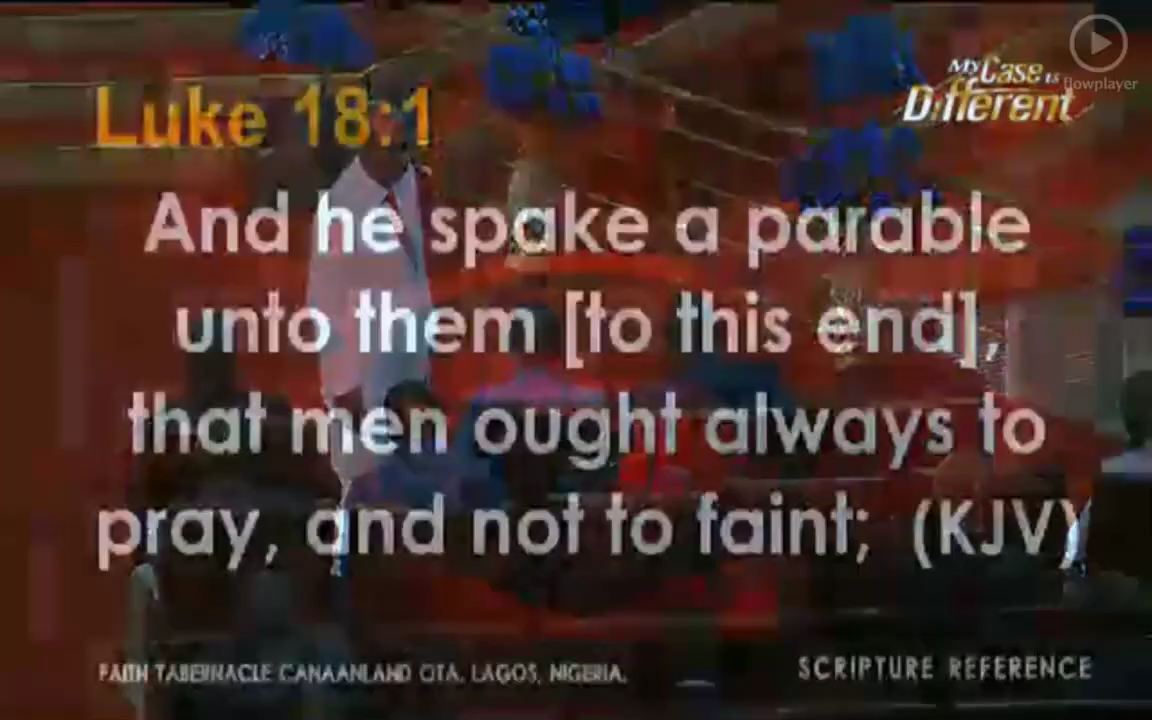 My Case is
Different
flowplayer
Luke 18:1
And he spake a parable
unto them [to this end],
that men ought always to
pray, and not to faint; (KJV)
FAITH TABERNACLE CANAANLAND OTA, LAGOS, NIGERIA.
SCRIPTURE REFERENCE